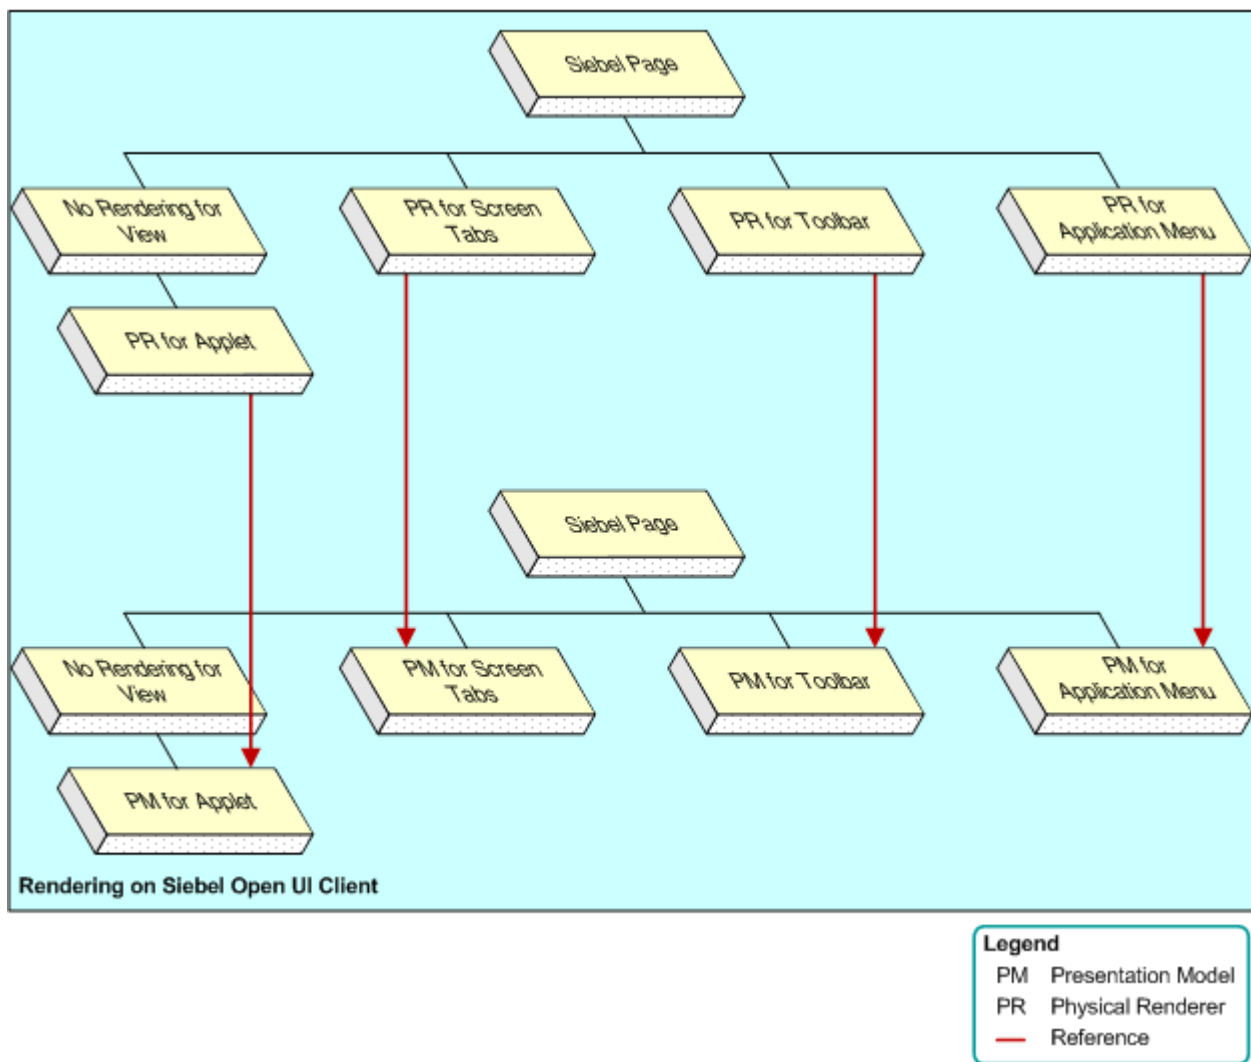 Siebel Page
No Rendering for
View
PR for Screen
Tabs
PR for Toolbar
PR for
Application Menu
PR for Applet
Siebel Page
No Rendering for
View
PM for Screen
Tabs
PM for Toolbar
PM for
Application Menu
PM for Applet
Rendering on Siebel Open UI Client
Legend
PM Presentation Model
PR Physical Renderer
Reference